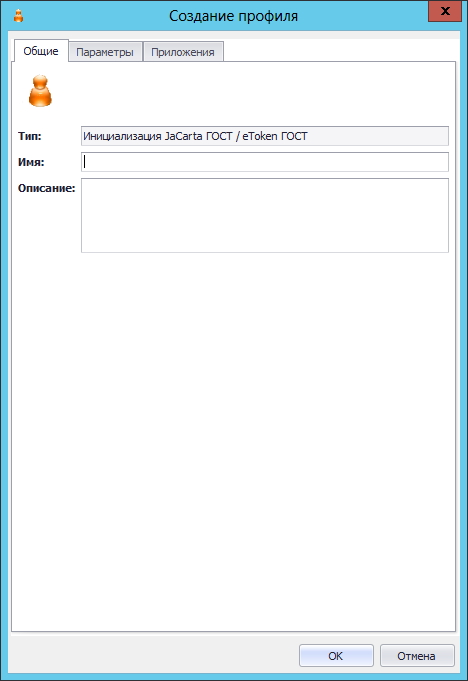 Создание профиля
x
Общие Параметры Приложения
Тип: Инициализация JaCarta ГОСТ / eToken ГОСТ
Имя:
Описание:
OK Отмена